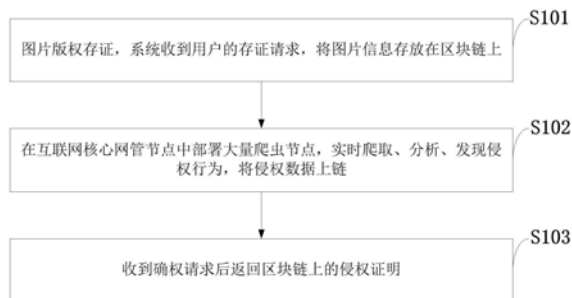 S101
图片版权存证，系统收到用户的存证请求，将图片信息存放在区块链上
S102
在互联网核心网管节点中部署大量爬虫节点，实时爬取、分析、发现侵
权行为，将侵权数据上链
S103
收到确权请求后返回区块链上的侵权证明